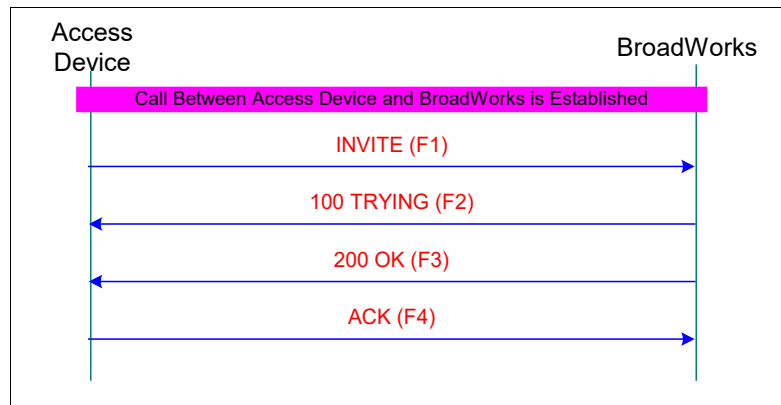 Access
Device
BroadWorks
Call Between Access Device and BroadWorks is Established
INVITE (F1)
100 TRYING (F2)
200 OK (F3)
ACK (F4)